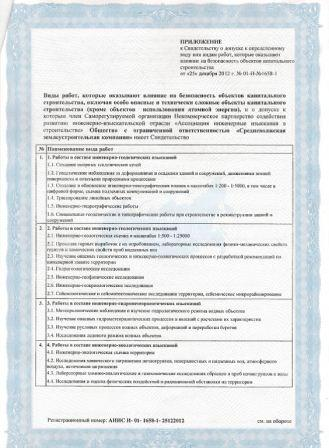 ПРИЛОЖЕНИЕ
к Свидетельству о допуске к определенному
виду или видам работ, которые оказывают
влияние на безопасность объектов капитального
строительства
от «25» декабря 2012 г. № 01-И-№1658-1
Виды работ, которые оказывают влияние на безопасность объектов капитального
строительства, включая особо опасные и технически сложные объекты капитального
строительства (кроме объектов использования атомной энергии), и о допуске к
которым член Саморегулируемой организации Некоммерческое партнерство содействия
развитию инженерно-изыскательской отрасли «Ассоциация инженерные изыскания
в строительстве» Общество с ограниченной ответственностью «Средневолжская
землеустроительная компания» имеет Свидетельство
№ Наименование вида работ
1. 1. Работы в составе инженерно-геодезических изысканий
1.1. Создание опорных геодезических сетей
1.2. Геодезические наблюдения за деформациями и осадками зданий и сооружений, движениями земной
поверхности и опасными природными процессами
1.3. Создание и обновление инженерно-топографических планов в масштабах 1:200 - 1:5000, в том числе в
цифровой форме, съемка подземных коммуникаций и сооружений
1.4. Трассирование линейных объектов
1.5. Инженерно-гидрографические работы
1.6. Специальные геодезические и топографические работы при строительстве и реконструкции зданий и
сооружений
2. 2. Работы в составе инженерно-геологических изысканий
2.1. Инженерно-геологическая съемка в масштабах 1:500 - 1:25000
2.2. Проходка горных выработок с их опробованием, лабораторные исследования физико-механических свойств
грунтов и химических свойств проб подземных вод
2.3. Изучение опасных геологических и инженерно-геологических процессов с разработкой рекомендаций по
инженерной защите территории
2.4. Гидрогеологические исследования
2.5. Инженерно-геофизические исследования
2.6. Инженерно-геокриологические исследования
2.7. Сейсмологические и сейсмотектонические исследования территории, сейсмическое микрорайонирование
3. 3. Работы в составе инженерно-гидрометеорологических изысканий
3.1. Метеорологические наблюдения и изучение гидрологического режима водных объектов
3.2. Изучение опасных гидрометеорологических процессов и явлений с расчетами их характеристик
3.3. Изучение русловых процессов водных объектов, деформаций и переработки берегов
3.4. Исследования ледового режима водных объектов
4. 4. Работы в составе инженерно-экологических изысканий
4.1. Инженерно-экологическая съемка территории
4.2. Исследования химического загрязнения почвогрунтов, поверхностных и подземных вод, атмосферного
воздуха, источников загрязнения
4.3. Лабораторные химико-аналитические и газохимические исследования образцов и проб почвогрунтов и воды
4.4. Исследования и оценка физических воздействий и радиационной обстановки на территории
Регистрационный номер: АИИС И- 01- 1658-1- 25122012 см. на обороте